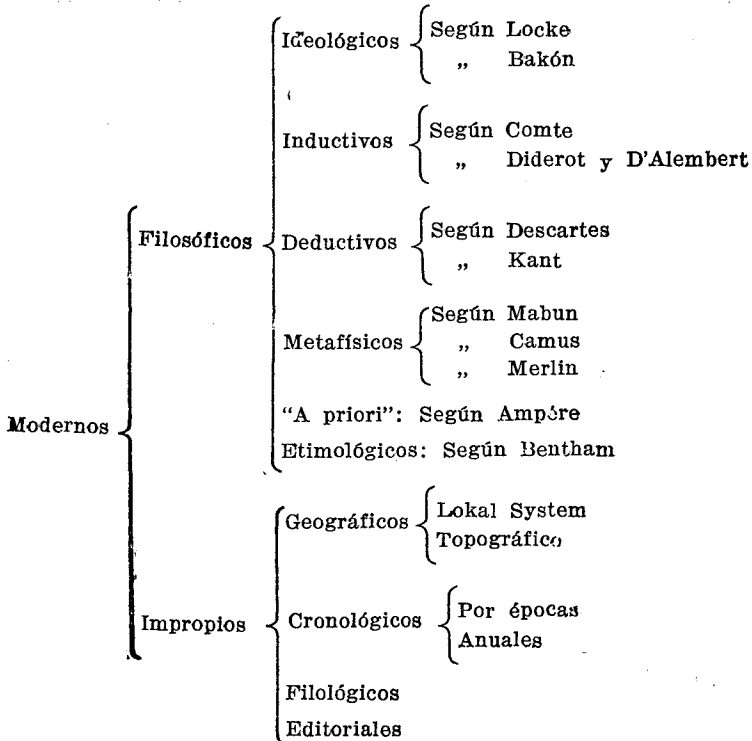 Ideológicos Según Locke
„ Bakón
Inductivos Según Comte
„ Diderot y D'Alembert
Filosóficos Deductivos Según Descartes
„ Kant
Metafísicos Según Mabun
„ Camus
„ Merlin
Modernos “A priori”: Según Ampére
Etimológicos: Según Bentham
Geográficos Lokal System
Topográfico
Impropios Cronológicos Por épocas
Anuales
Filológicos
Editoriales